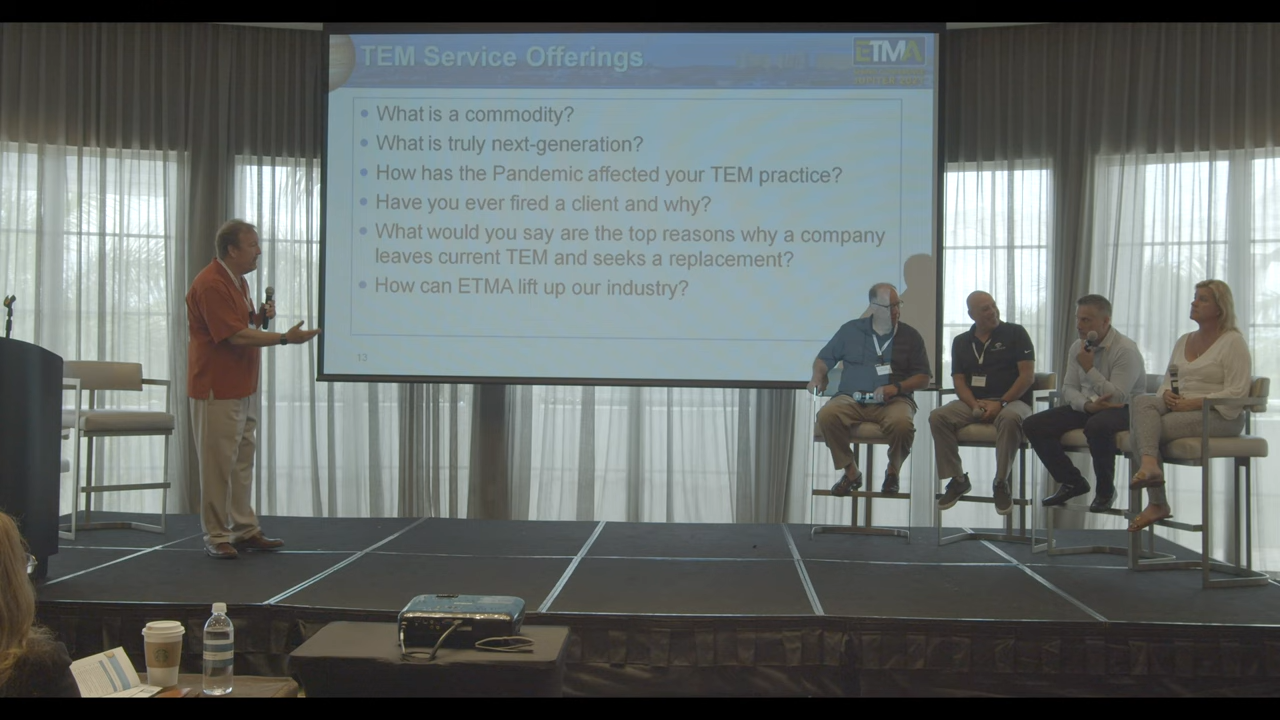 TEM Service Offerings
ETMA
• What is a commodity?
• What is truly next-generation?
• How has the Pandemic affected your TEM practice?
• Have you ever fired a client and why?
• What would you say are the top reasons why a company
leaves current TEM and seeks a replacement?
• How can ETMA lift up our industry?
13